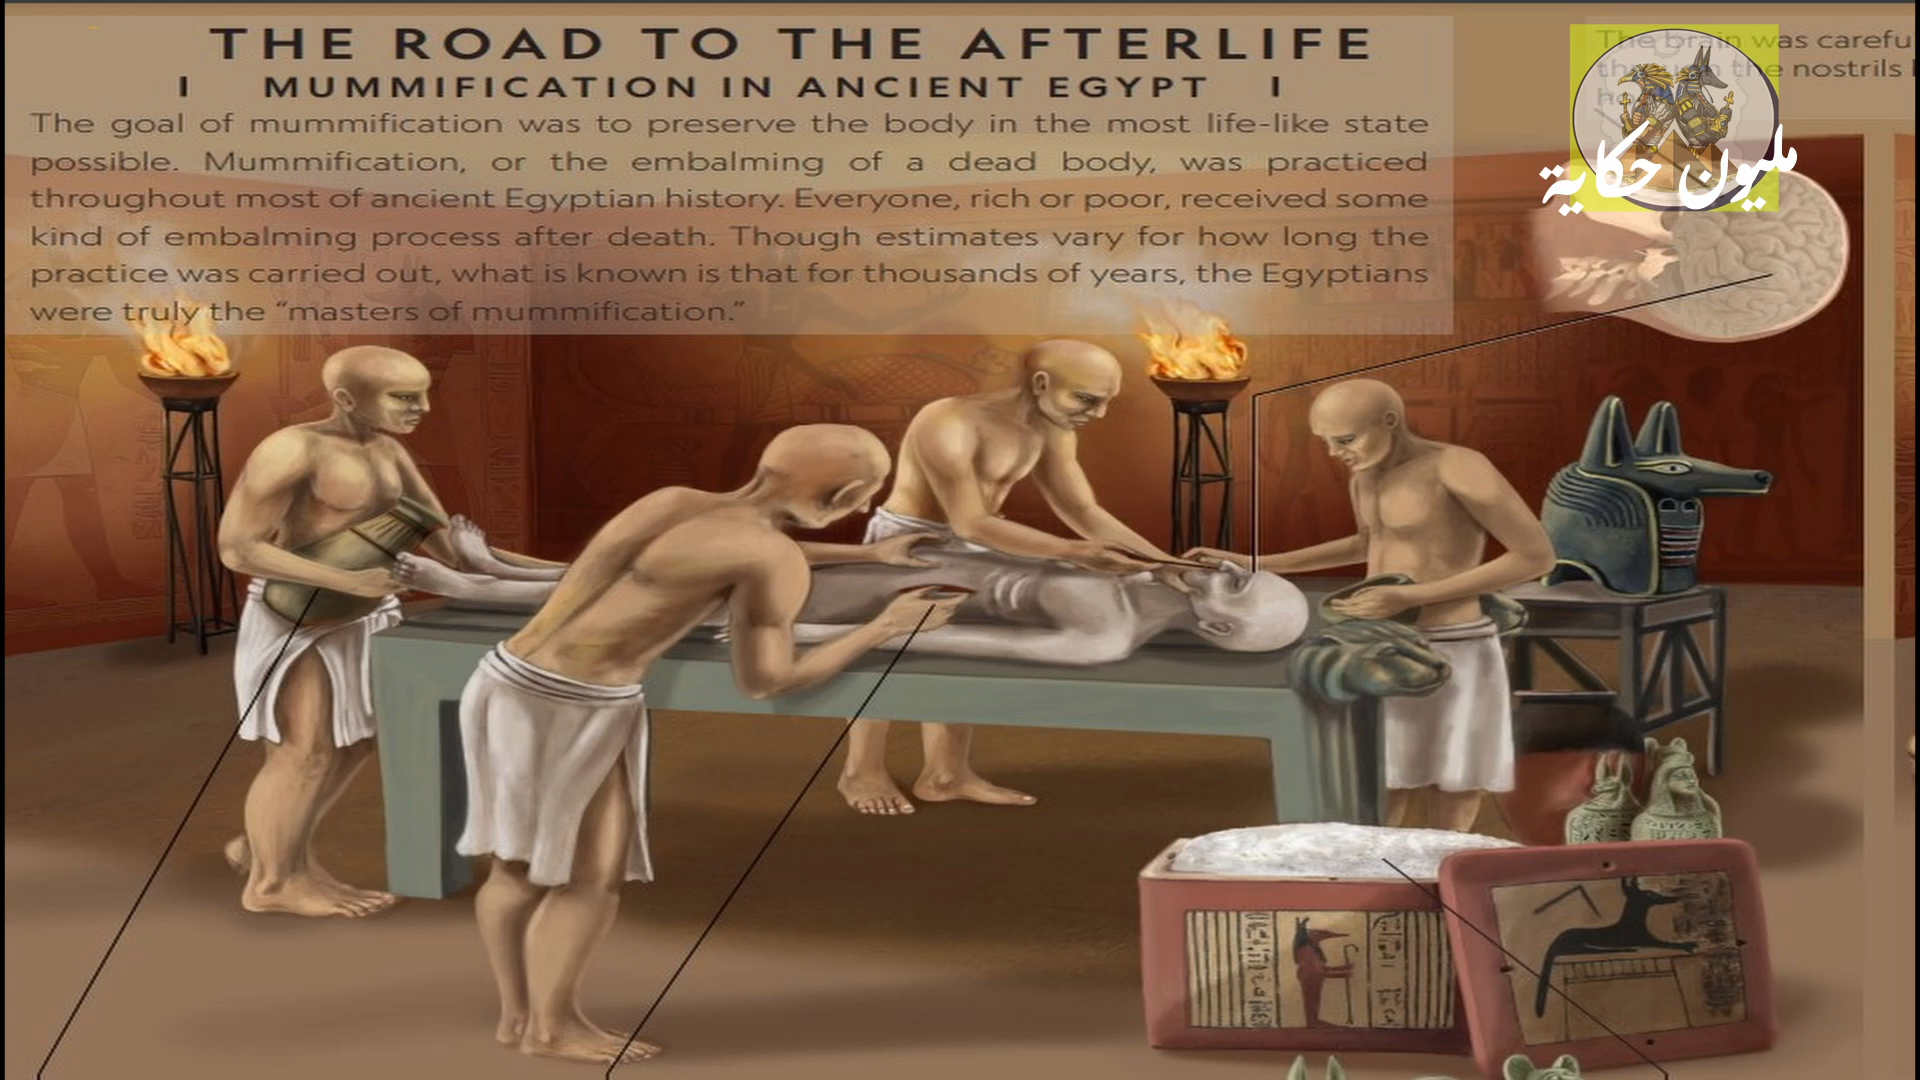 THE ROAD TO THE AFTERLIFE
I MUMMIFICATION IN ANCIENT EGYPT I
The goal of mummification was to preserve the body in the most life-like state
possible. Mummification, or the embalming of a dead body, was practiced
throughout most of ancient Egyptian history. Everyone, rich or poor, received some
kind of embalming process after death. Though estimates vary for how long the
practice was carried out, what is known is that for thousands of years, the Egyptians
were truly the “masters of mummification.”
The brain was carefu
the nostrils
مليون حكاية